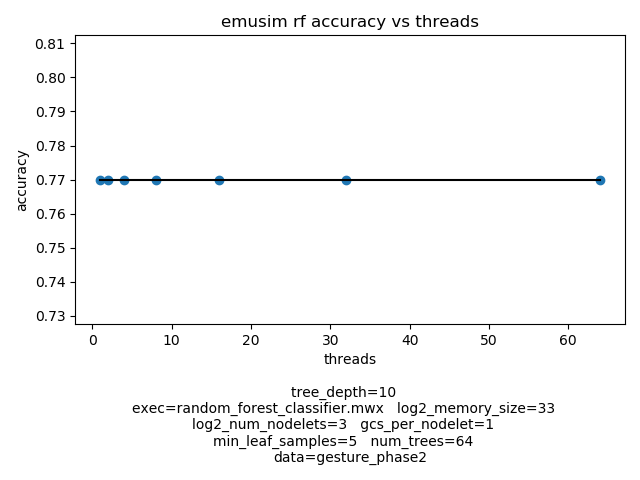 emusim rf accuracy vs threads
0.81
0.80
0.79
0.78
0.77
0.76
0.75
0.74
0.73
accuracy
0 10 20 30 40 50 60
threads
tree_depth=10
exec=random_forest_classifier.mwx log2_memory_size=33
log2_num_nodelets=3 gcs_per_nodelet=1
min_leaf_samples=5 num_trees=64
data=gesture_phase2